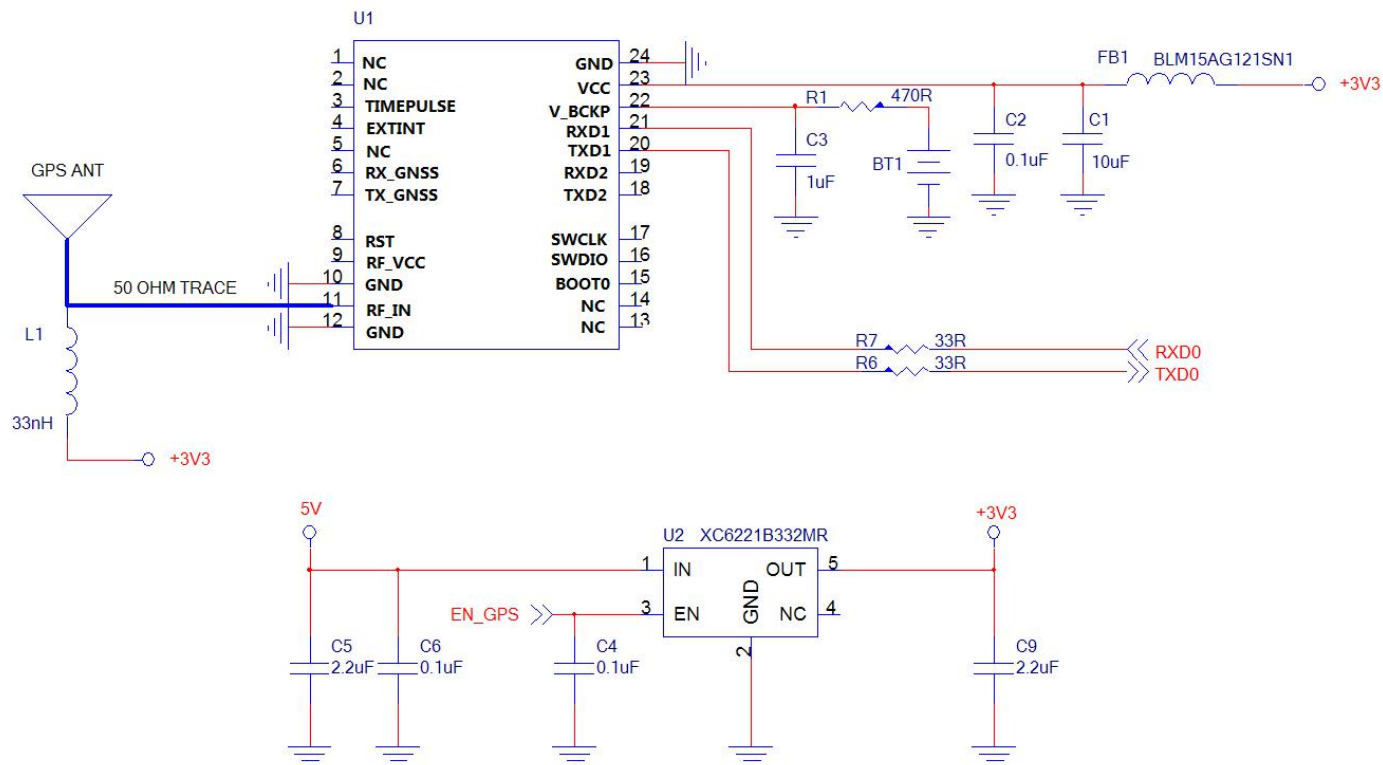 U1
1 NC
2 NC
3 TIMEPULSE
4 EXTINT
5 NC
6 RX_GNSS
7 TX_GNSS
8 RST
9 RF_VCC
10 GND
11 RF_IN
12 GND
GND 24
VCC 23
V_BCKP 22
RXD1 21
TXD1 20
RXD2 19
TXD2 18
SWCLK 17
SWDIO 16
BOOT0 15
NC 14
NC 13
GPS ANT
50 OHM TRACE
L1
33nH
+3V3
FB1 BLM15AG121SN1
+3V3
R1 470R
C3
1uF
BT1
C2
0.1uF
C1
10uF
R7 33R
RXD0
R6 33R
TXD0
5V
U2 XC6221B332MR
+3V3
1 IN
OUT 5
EN_GPS
3 EN
GND
NC 4
2
C5
2.2uF
C6
0.1uF
C4
0.1uF
C9
2.2uF